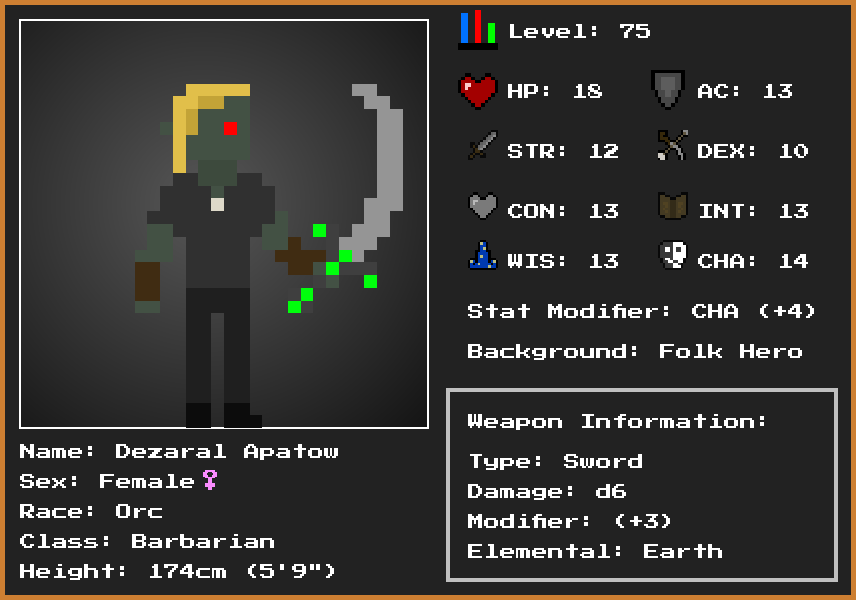 Level: 75
HP: 18
AC: 13
STR: 12
DEX: 10
CON: 13
INT: 13
WIS: 13
CHA: 14
Stat Modifier: CHA (+4)
Background: Folk Hero
Weapon Information:
Type: Sword
Damage: d6
Modifier: (+3)
Elemental: Earth
Name: Dezaral Apatow
Sex: Female♀
Race: Orc
Class: Barbarian
Height: 174cm (5'9")